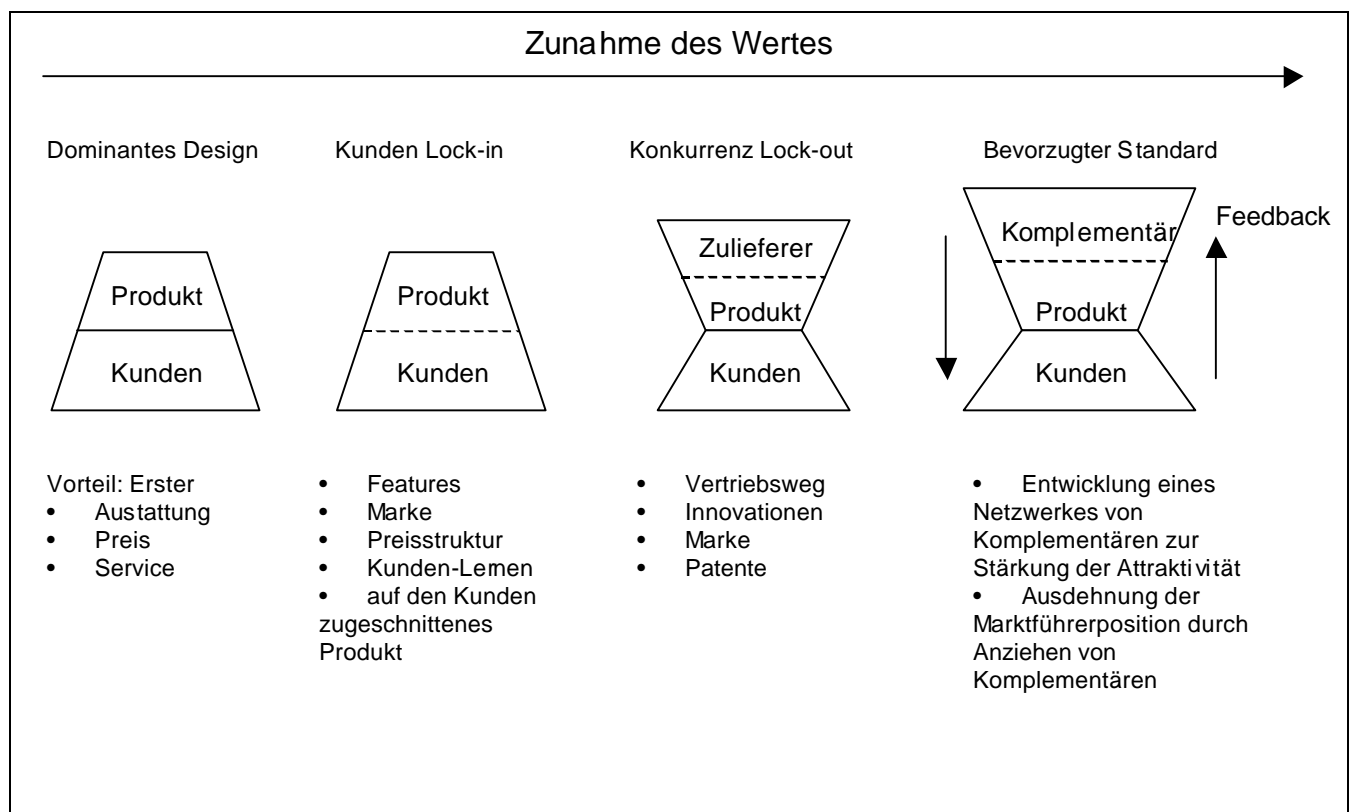 Zunahme des Wertes
Dominantes Design
Kunden Lock-in
Konkurrenz Lock-out
Bevorzugter Standard
Produkt
Kunden
Produkt
Kunden
Zulieferer
Produkt
Kunden
Komplementär
Produkt
Kunden
Feedback
Vorteil: Erster
• Austattung
• Preis
• Service
• Features
• Marke
• Preisstruktur
• Kunden-Lernen
• auf den Kunden
zugeschnittenes
Produkt
• Vertriebsweg
• Innovationen
• Marke
• Patente
• Entwicklung eines
Netzwerkes von
Komplementären zur
Stärkung der Attraktivität
• Ausdehnung der
Marktführerposition durch
Anziehen von
Komplementären